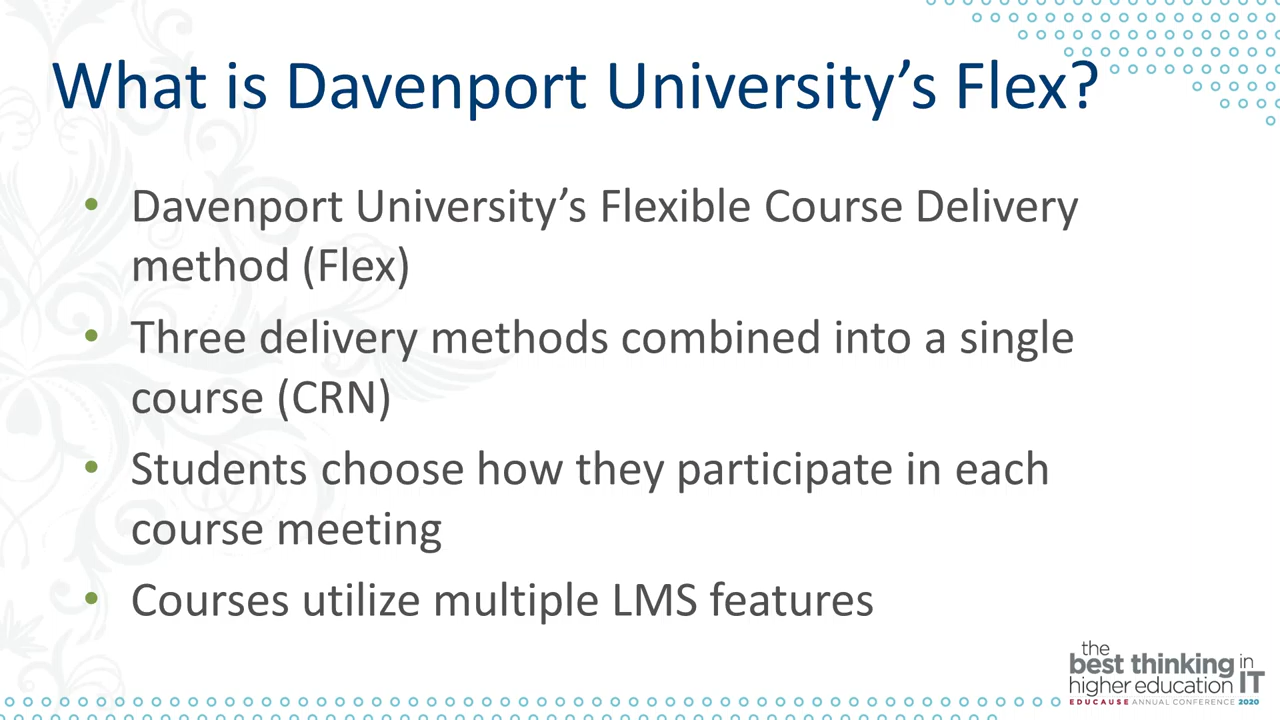 What is Davenport University’s Flex?
• Davenport University’s Flexible Course Delivery
method (Flex)
• Three delivery methods combined into a single
course (CRN)
• Students choose how they participate in each
course meeting
• Courses utilize multiple LMS features
the
best thinking in
higher education IT
EDUCAUSE ANNUAL CONFERENCE 2020